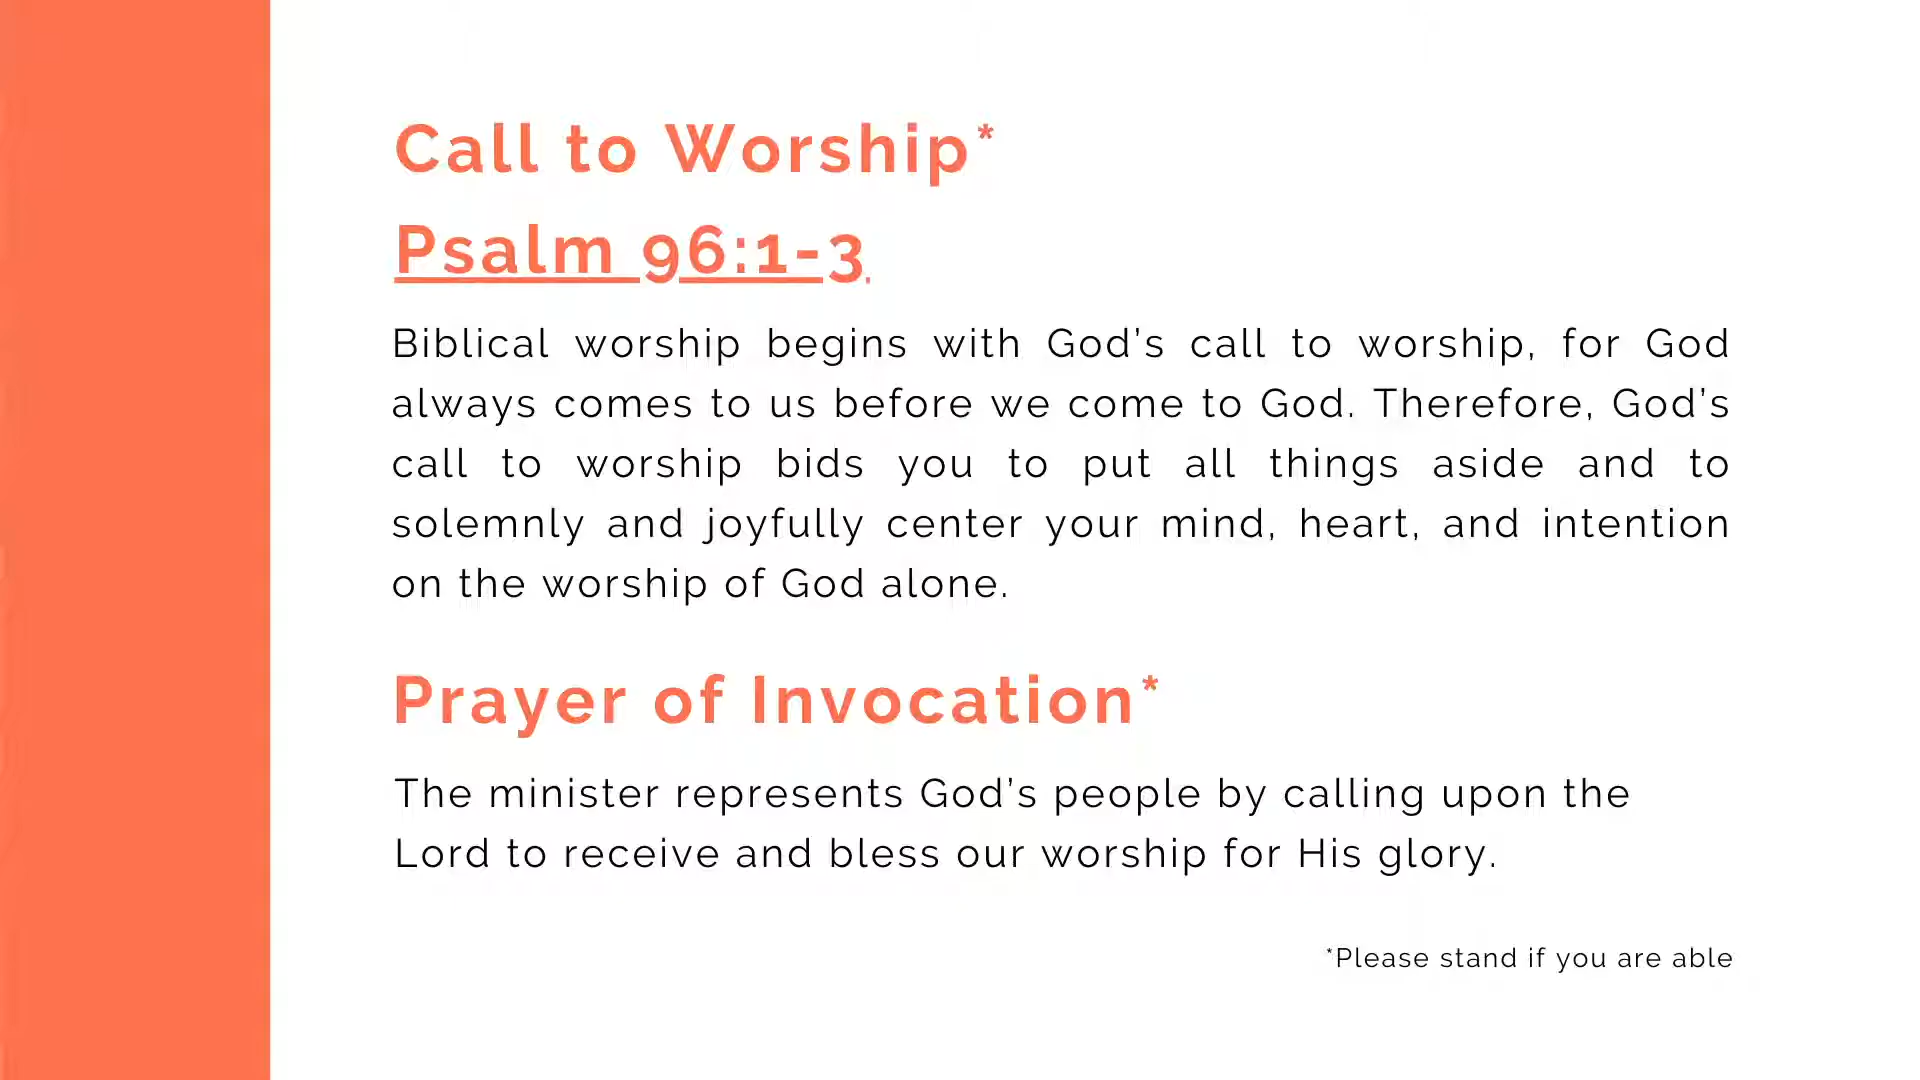 Call to Worship*
Psalm 96:1-3
Biblical worship begins with God’s call to worship, for God
always comes to us before we come to God. Therefore, God’s
call to worship bids you to put all things aside and to
solemnly and joyfully center your mind, heart, and intention
on the worship of God alone.
Prayer of Invocation*
The minister represents God’s people by calling upon the
Lord to receive and bless our worship for His glory.
*Please stand if you are able